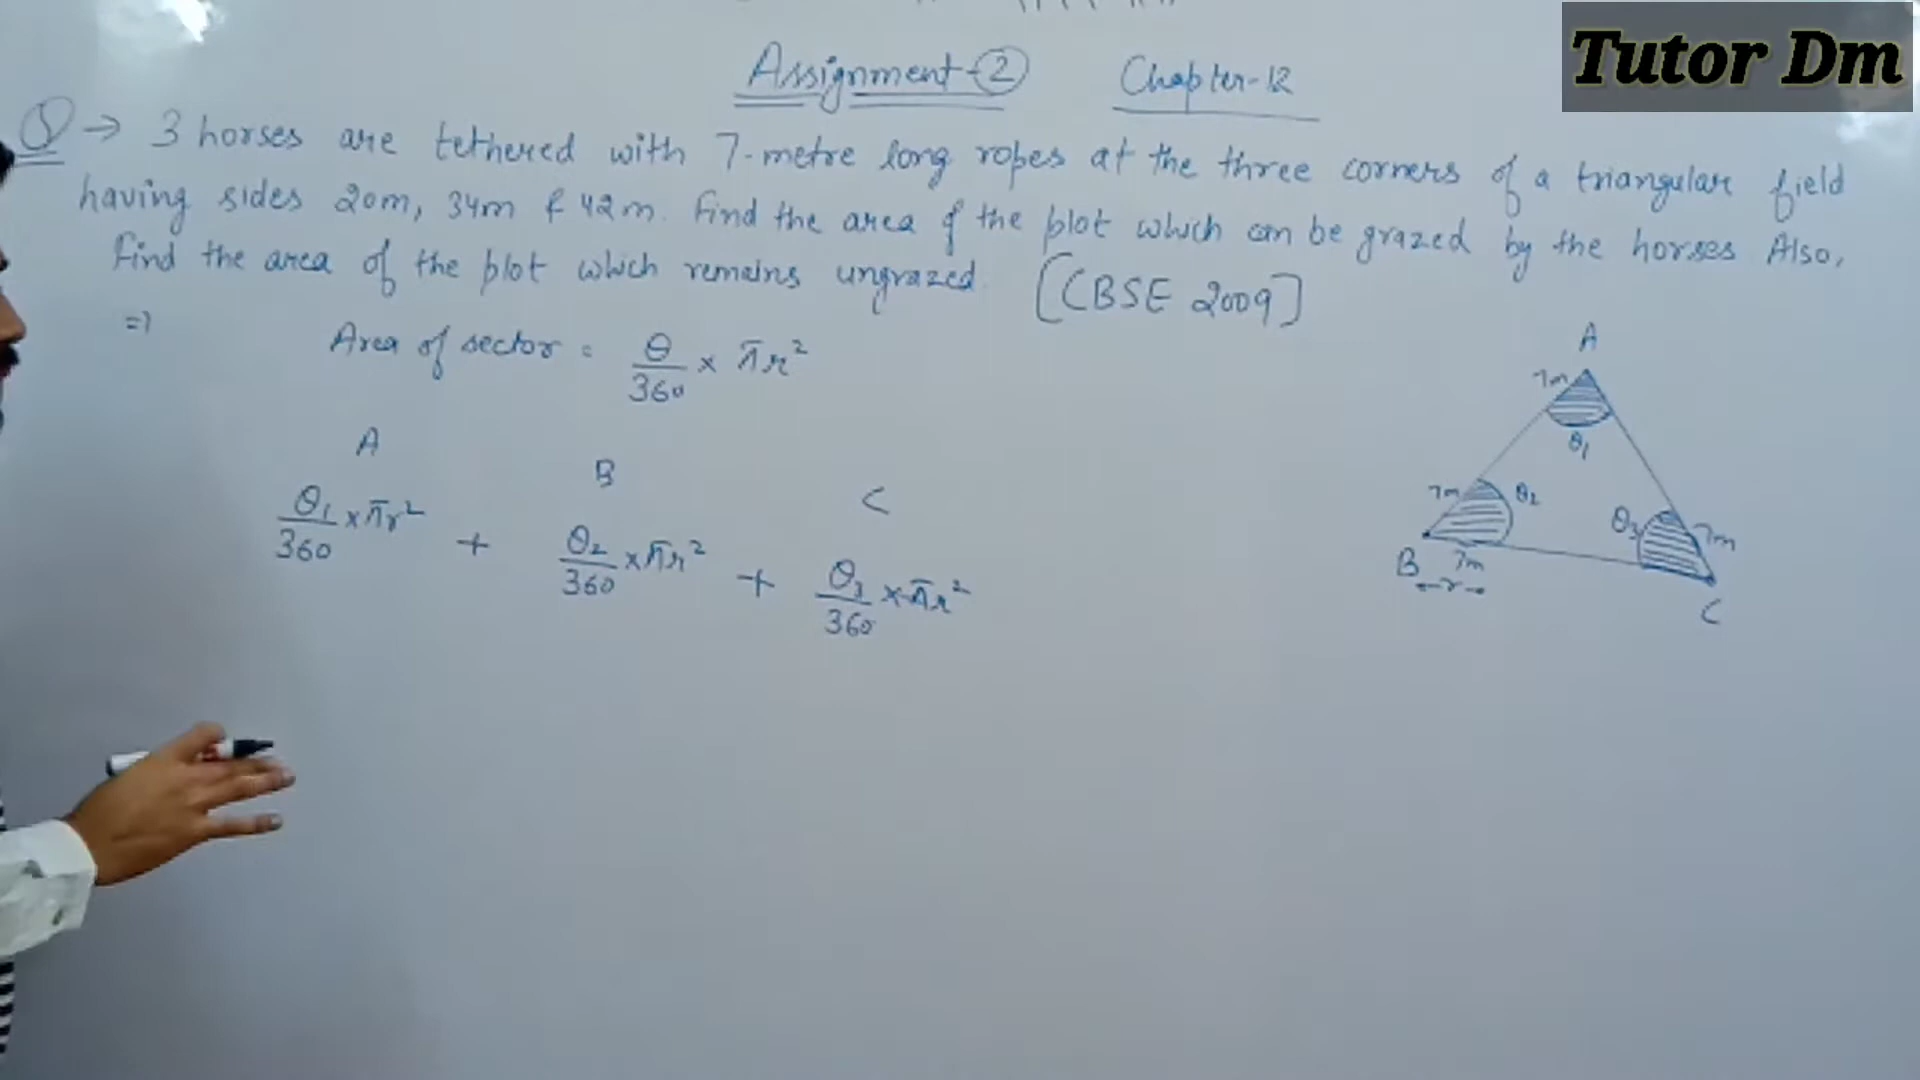 Tutor Dm
Assignment-2 Chapter-12
Q → 3 horses are tethered with 7-metre long ropes at the three corners of a triangular field
having sides 20m, 34m & 42m. Find the area of the plot which can be grazed by the horses Also,
find the area of the plot which remains ungrazed. [CBSE 2009]
⇒ Area of sector = θ/360 × πr²
A B C
θ₁/360 × πr² + θ₂/360 × πr² + θ₃/360 × πr²
A
7m
θ₁
7m θ₂
θ₃ 7m
B 7m
r
C